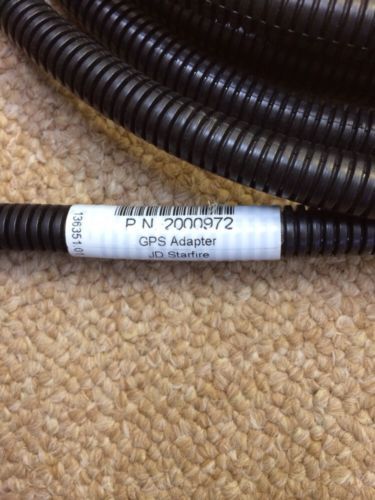 P N 2000972
GPS Adapter
JD Starfire